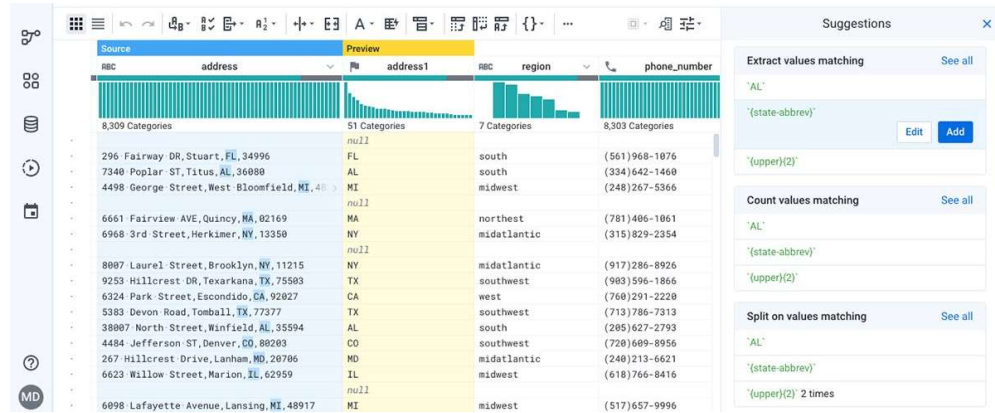 A
{}
...
Suggestions
Source
Preview
ABC address
address1
ABC region
phone_number
8,309 Categories
51 Categories
7 Categories
8,303 Categories
null
296·Fairway·DR,Stuart,FL,34996 FL south (561)968-1076
7340·Poplar·ST,Titus,AL,36080 AL south (334)642-1460
4498·George·Street,West·Bloomfield,MI,48 MI midwest (248)267-5366
null
6661·Fairview·AVE,Quincy,MA,02169 MA northest (781)406-1061
6968·3rd·Street,Herkimer,NY,13350 NY midatlantic (315)829-2354
null
8007·Laurel·Street,Brooklyn,NY,11215 NY midatlantic (917)286-8926
9253·Hillcrest·DR,Texarkana,TX,75503 TX southwest (903)596-1866
6324·Park·Street,Escondido,CA,92027 CA west (760)291-2220
5383·Devon·Road,Tomball,TX,77377 TX southwest (713)786-7313
38007·North·Street,Winfield,AL,35594 AL south (205)627-2793
4484·Jefferson·ST,Denver,CO,80203 CO southwest (720)609-8956
267·Hillcrest·Drive,Lanham,MD,20706 MD midatlantic (240)213-6621
6623·Willow·Street,Marion,IL,62959 IL midwest (618)766-8416
null
6098·Lafayette·Avenue,Lansing,MI,48917 MI midwest (517)657-9996
MD
Extract values matching See all
`AL`
`{state-abbrev}`
Edit Add
`{upper}{2}`
Count values matching See all
`AL`
`{state-abbrev}`
`{upper}{2}`
Split on values matching See all
`AL`
`{state-abbrev}`
`{upper}{2}` 2 times